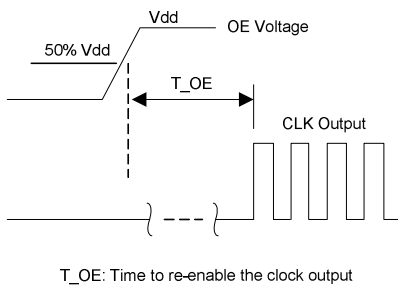 Vdd
OE Voltage
50% Vdd
T_OE
CLK Output
T_OE: Time to re-enable the clock output